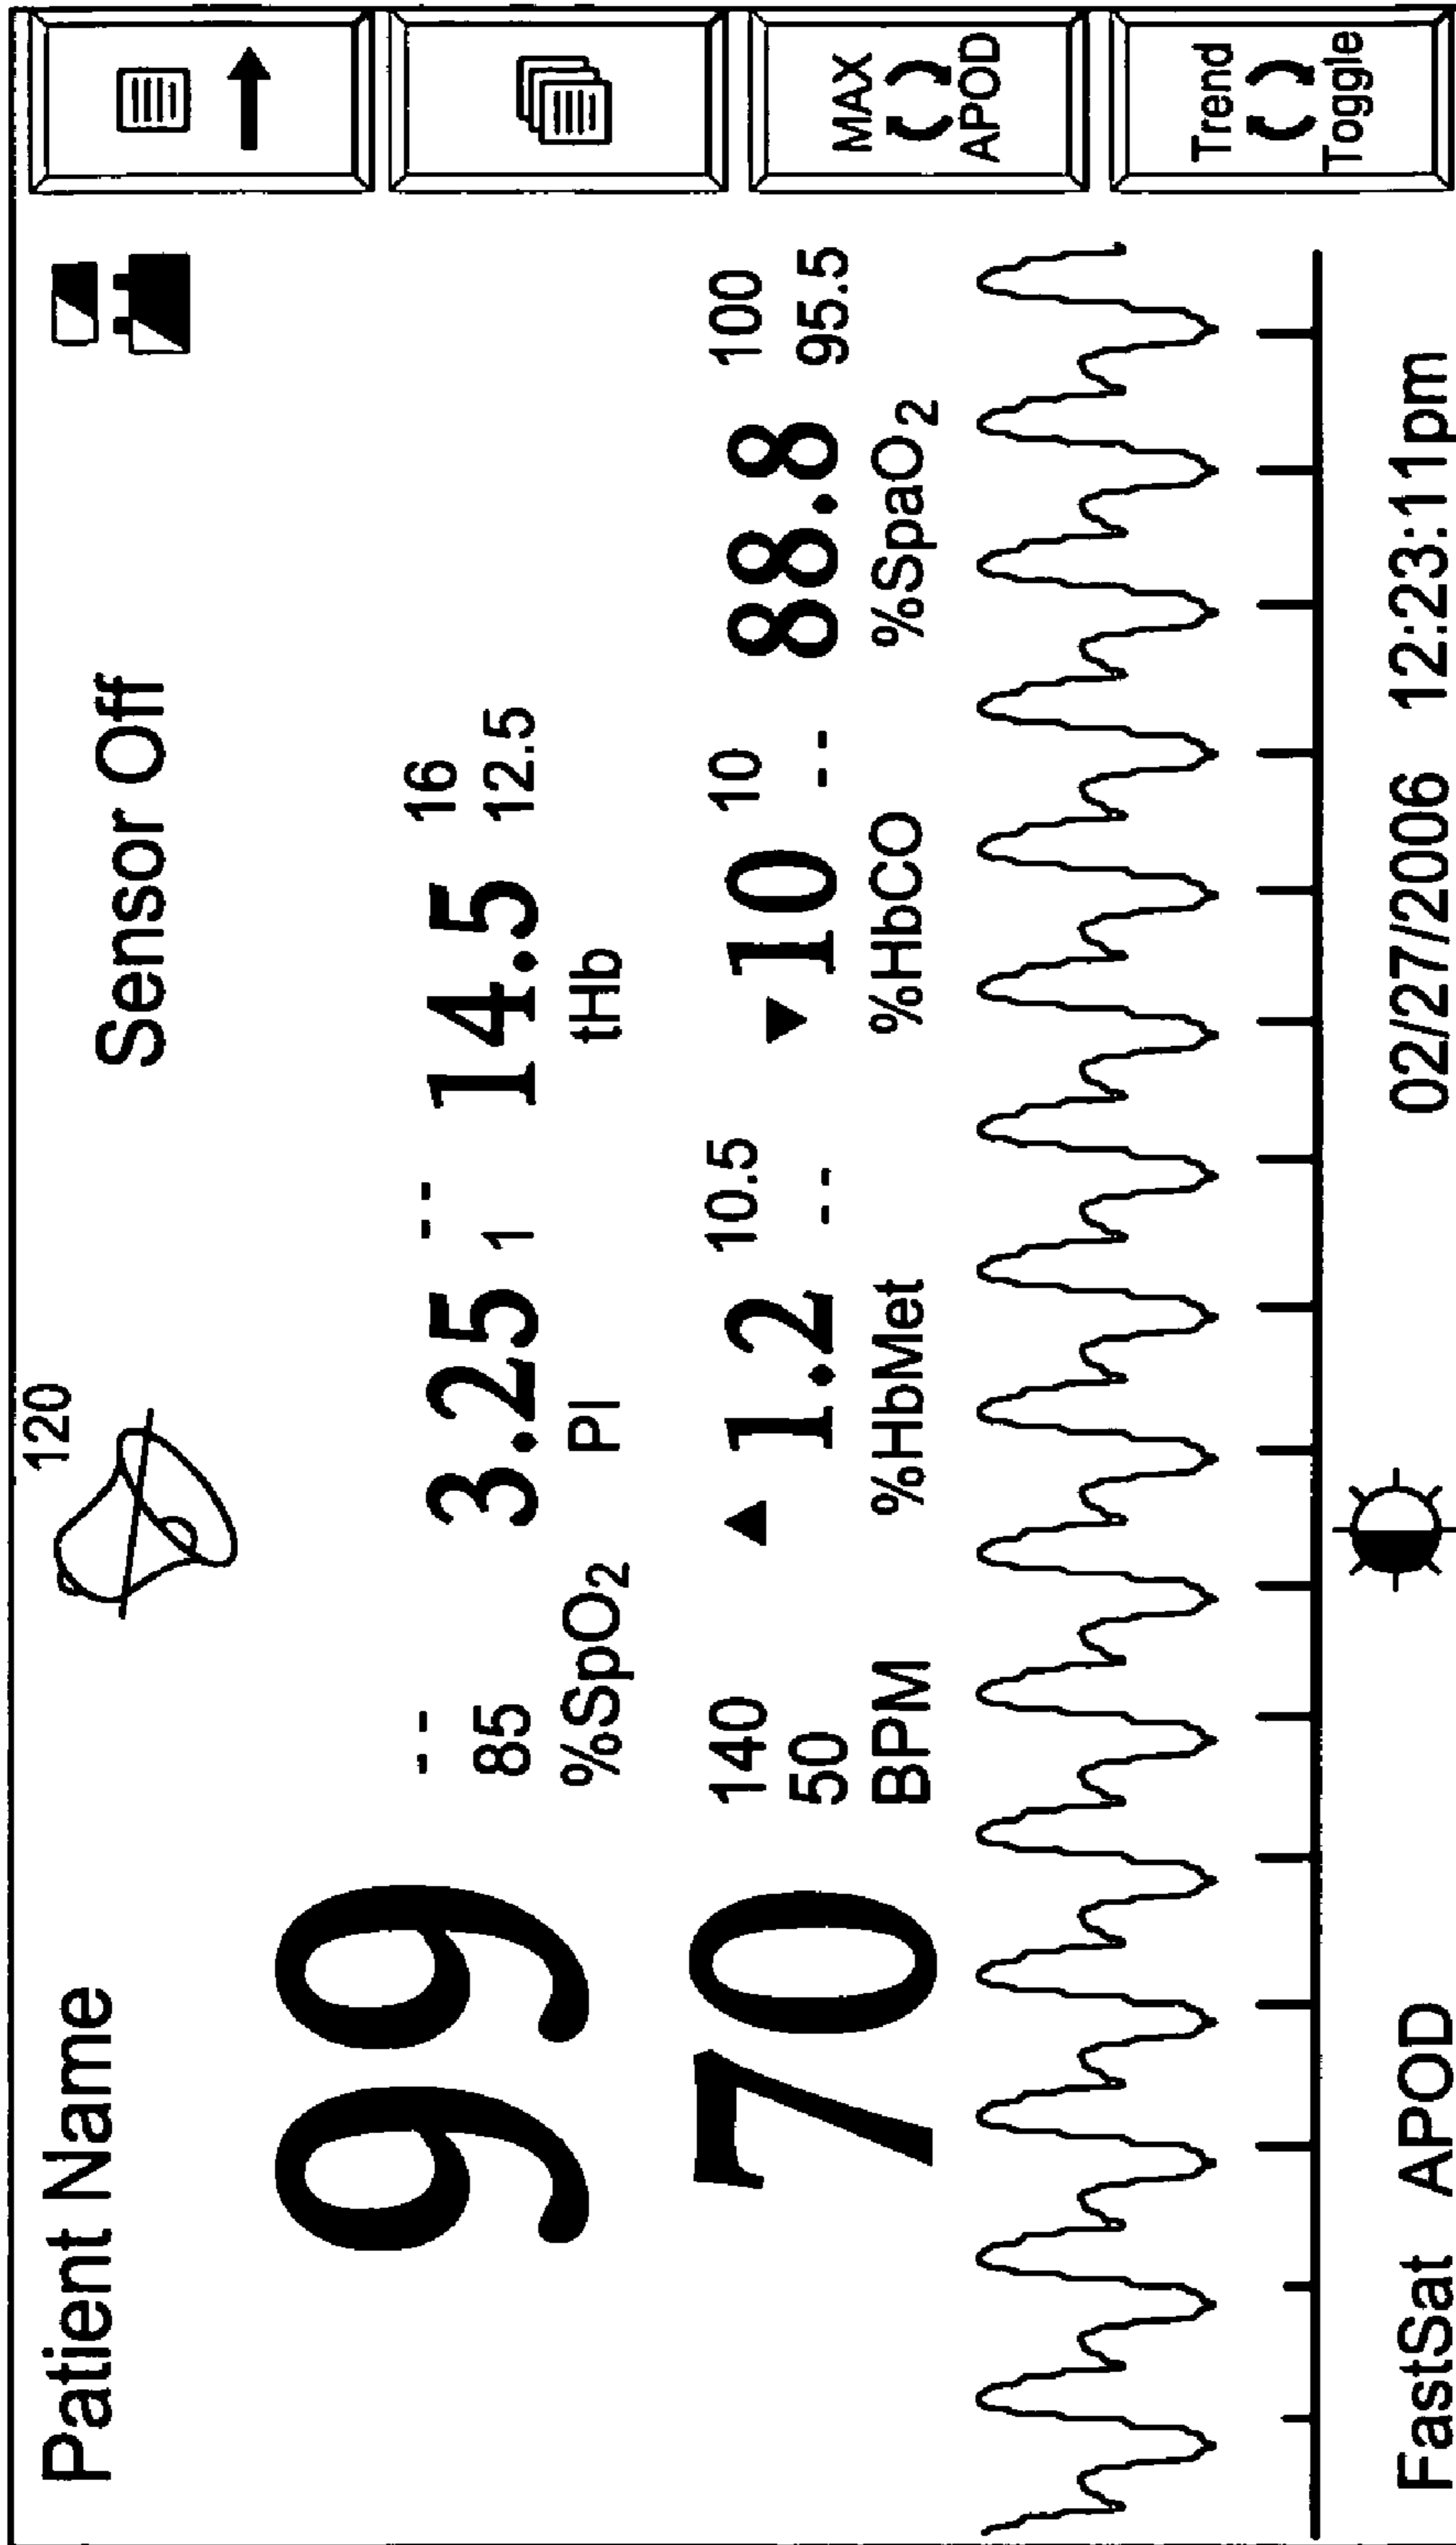 Patient Name
120
Sensor Off
99
--
85
%SpO₂
3.25
--
1
PI
14.5
16
12.5
tHb
70
140
50
BPM
1.2
10.5
--
%HbMet
10
10
--
%HbCO
88.8
100
95.5
%SpaO₂
FastSat APOD
02/27/2006 12:23:11pm
MAX
APOD
Trend
Toggle